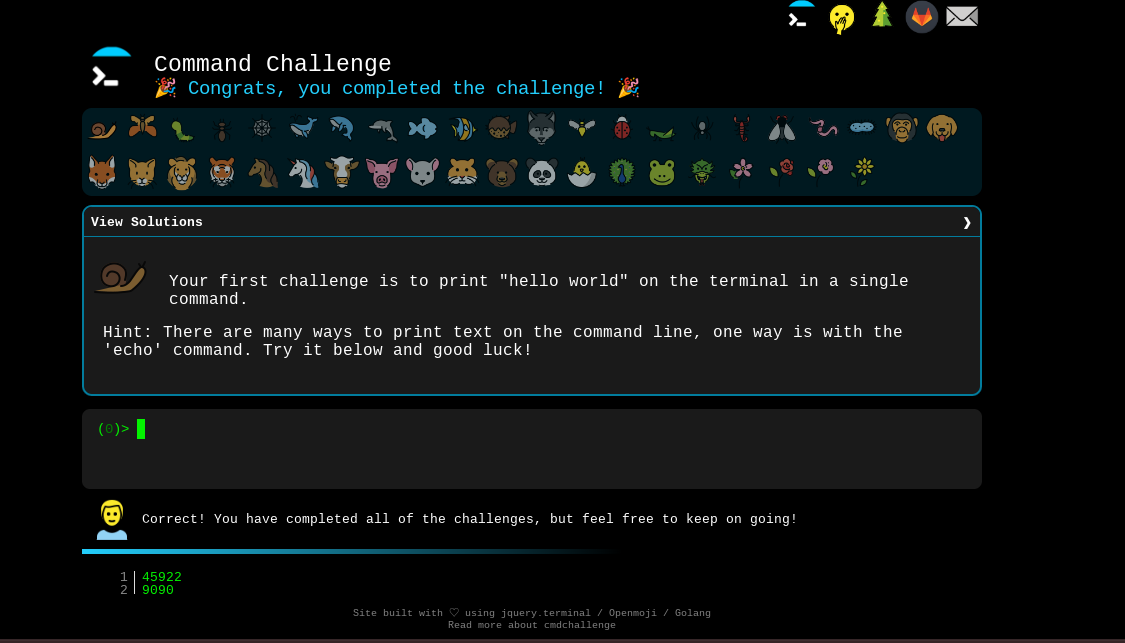 Command Challenge
🎉 Congrats, you completed the challenge! 🎉
View Solutions
Your first challenge is to print "hello world" on the terminal in a single
command.
Hint: There are many ways to print text on the command line, one way is with the
'echo' command. Try it below and good luck!
(0)>
Correct! You have completed all of the challenges, but feel free to keep on going!
1 45922
2 9090
Site built with ♡ using jquery.terminal / Openmoji / Golang
Read more about cmdchallenge